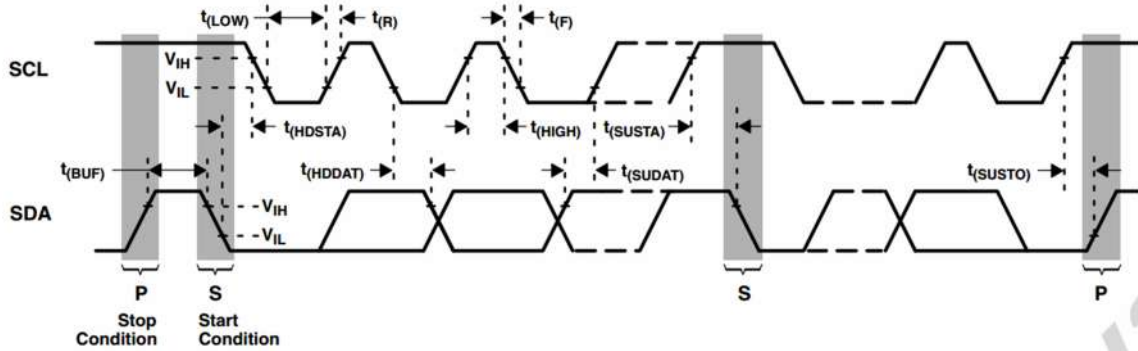 t(LOW) t(R) t(F)
SCL VIH
VIL
t(HDSTA) t(HIGH) t(SUSTA)
t(BUF) t(HDDAT) t(SUDAT) t(SUSTO)
SDA VIH
VIL
P S S P
Stop Start
Condition Condition